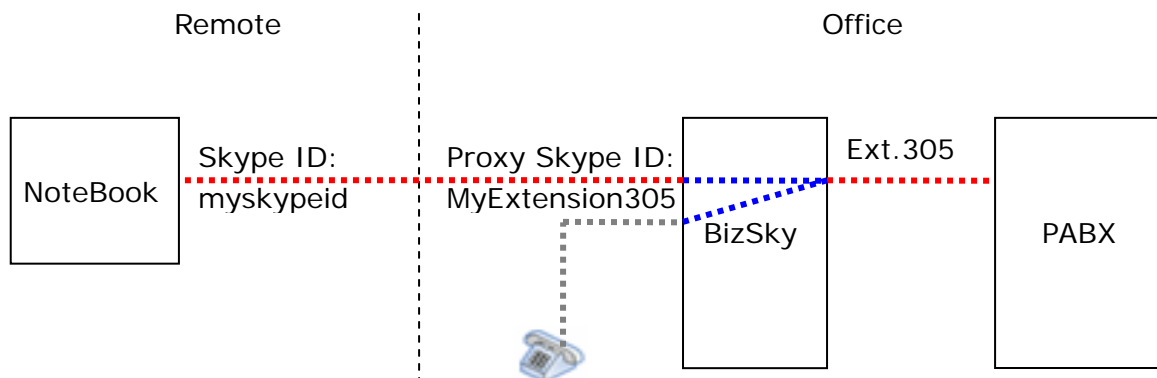 Remote
Office
NoteBook
Skype ID:
myskypeid
Proxy Skype ID:
MyExtension305
BizSky
Ext.305
PABX